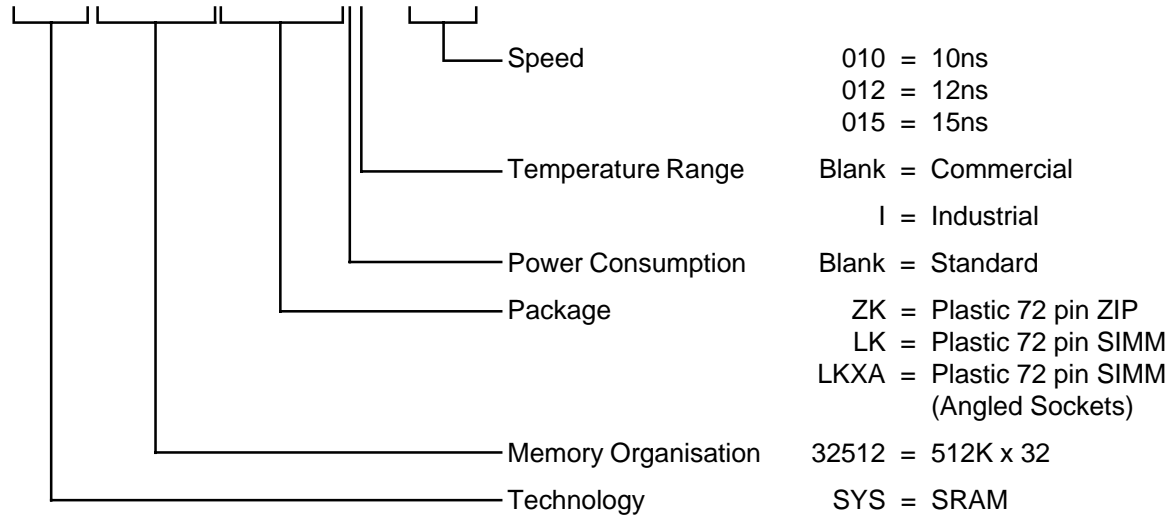 Speed 010 = 10ns
012 = 12ns
015 = 15ns
Temperature Range Blank = Commercial
I = Industrial
Power Consumption Blank = Standard
Package ZK = Plastic 72 pin ZIP
LK = Plastic 72 pin SIMM
LKXA = Plastic 72 pin SIMM
(Angled Sockets)
Memory Organisation 32512 = 512K x 32
Technology SYS = SRAM